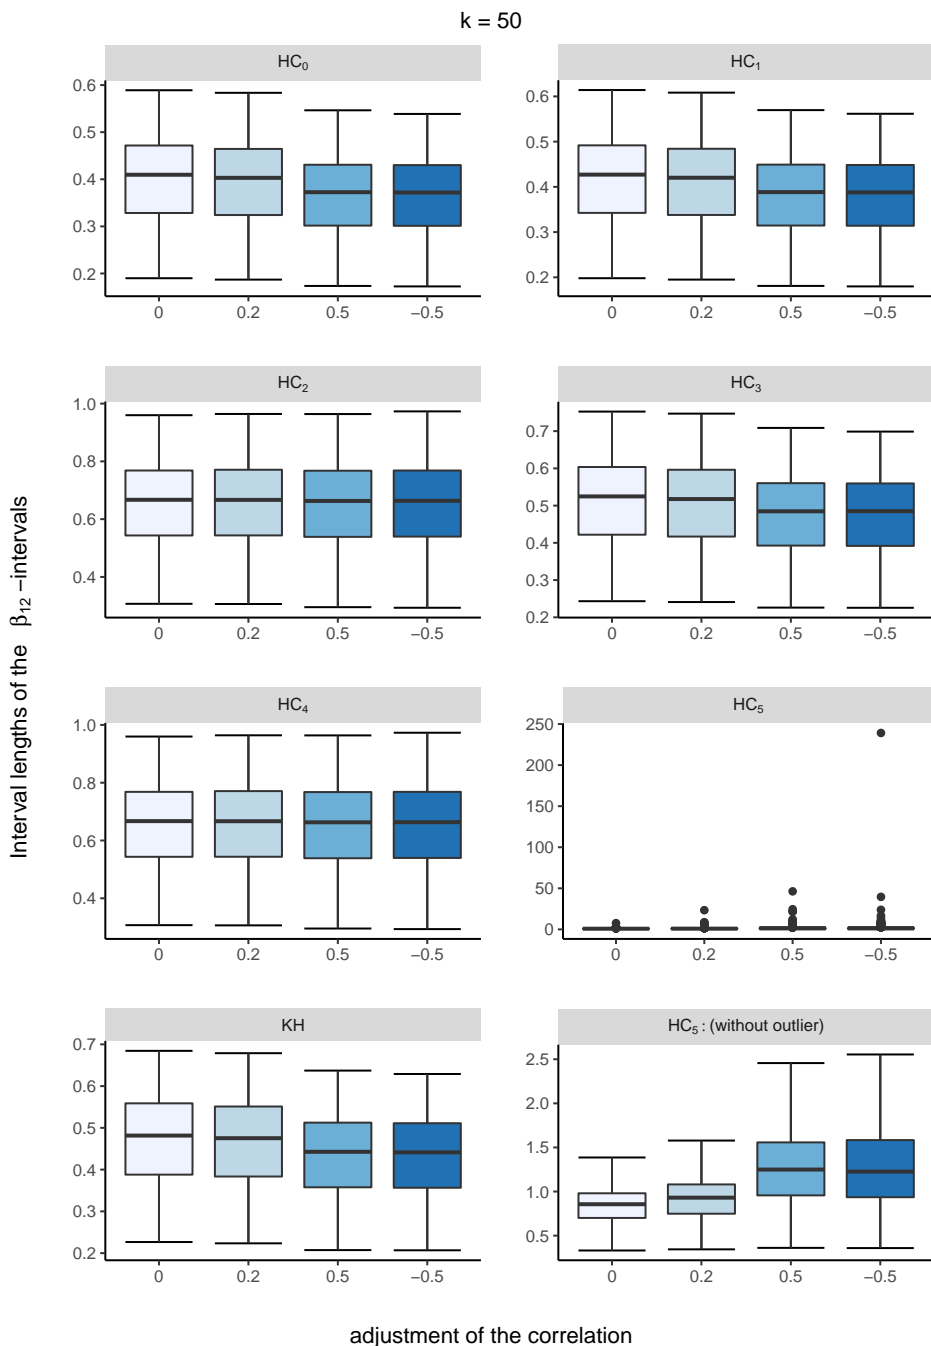 k = 50
HC₀
0.6
0.5
0.4
0.3
0.2
0 0.2 0.5 −0.5
HC₁
0.6
0.5
0.4
0.3
0.2
0 0.2 0.5 −0.5
HC₂
1.0
0.8
0.6
0.4
0 0.2 0.5 −0.5
HC₃
0.7
0.6
0.5
0.4
0.3
0.2
0 0.2 0.5 −0.5
Interval lengths of the β₁₂ −intervals
HC₄
1.0
0.8
0.6
0.4
0 0.2 0.5 −0.5
HC₅
250
200
150
100
50
0
0 0.2 0.5 −0.5
KH
0.7
0.6
0.5
0.4
0.3
0.2
0 0.2 0.5 −0.5
HC₅ : (without outlier)
2.5
2.0
1.5
1.0
0.5
0 0.2 0.5 −0.5
adjustment of the correlation